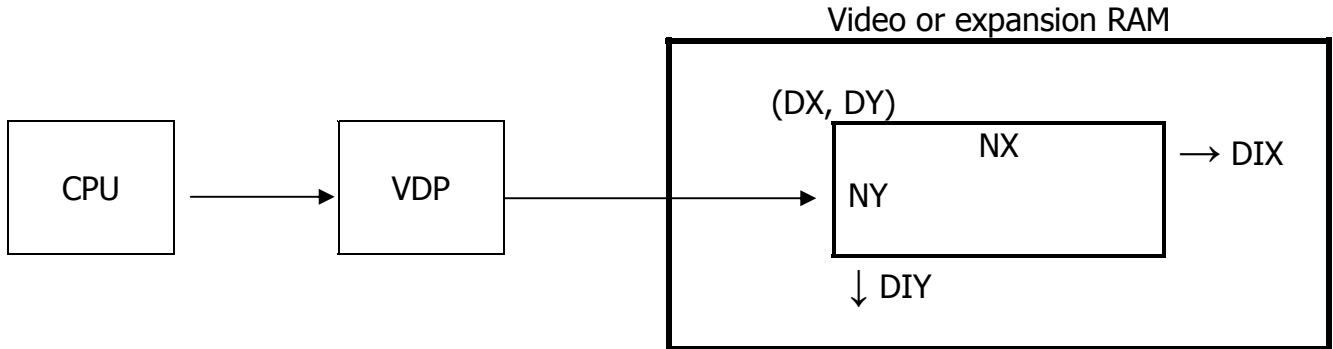 Video or expansion RAM
(DX, DY)
NX
→ DIX
CPU
VDP
NY
↓ DIY